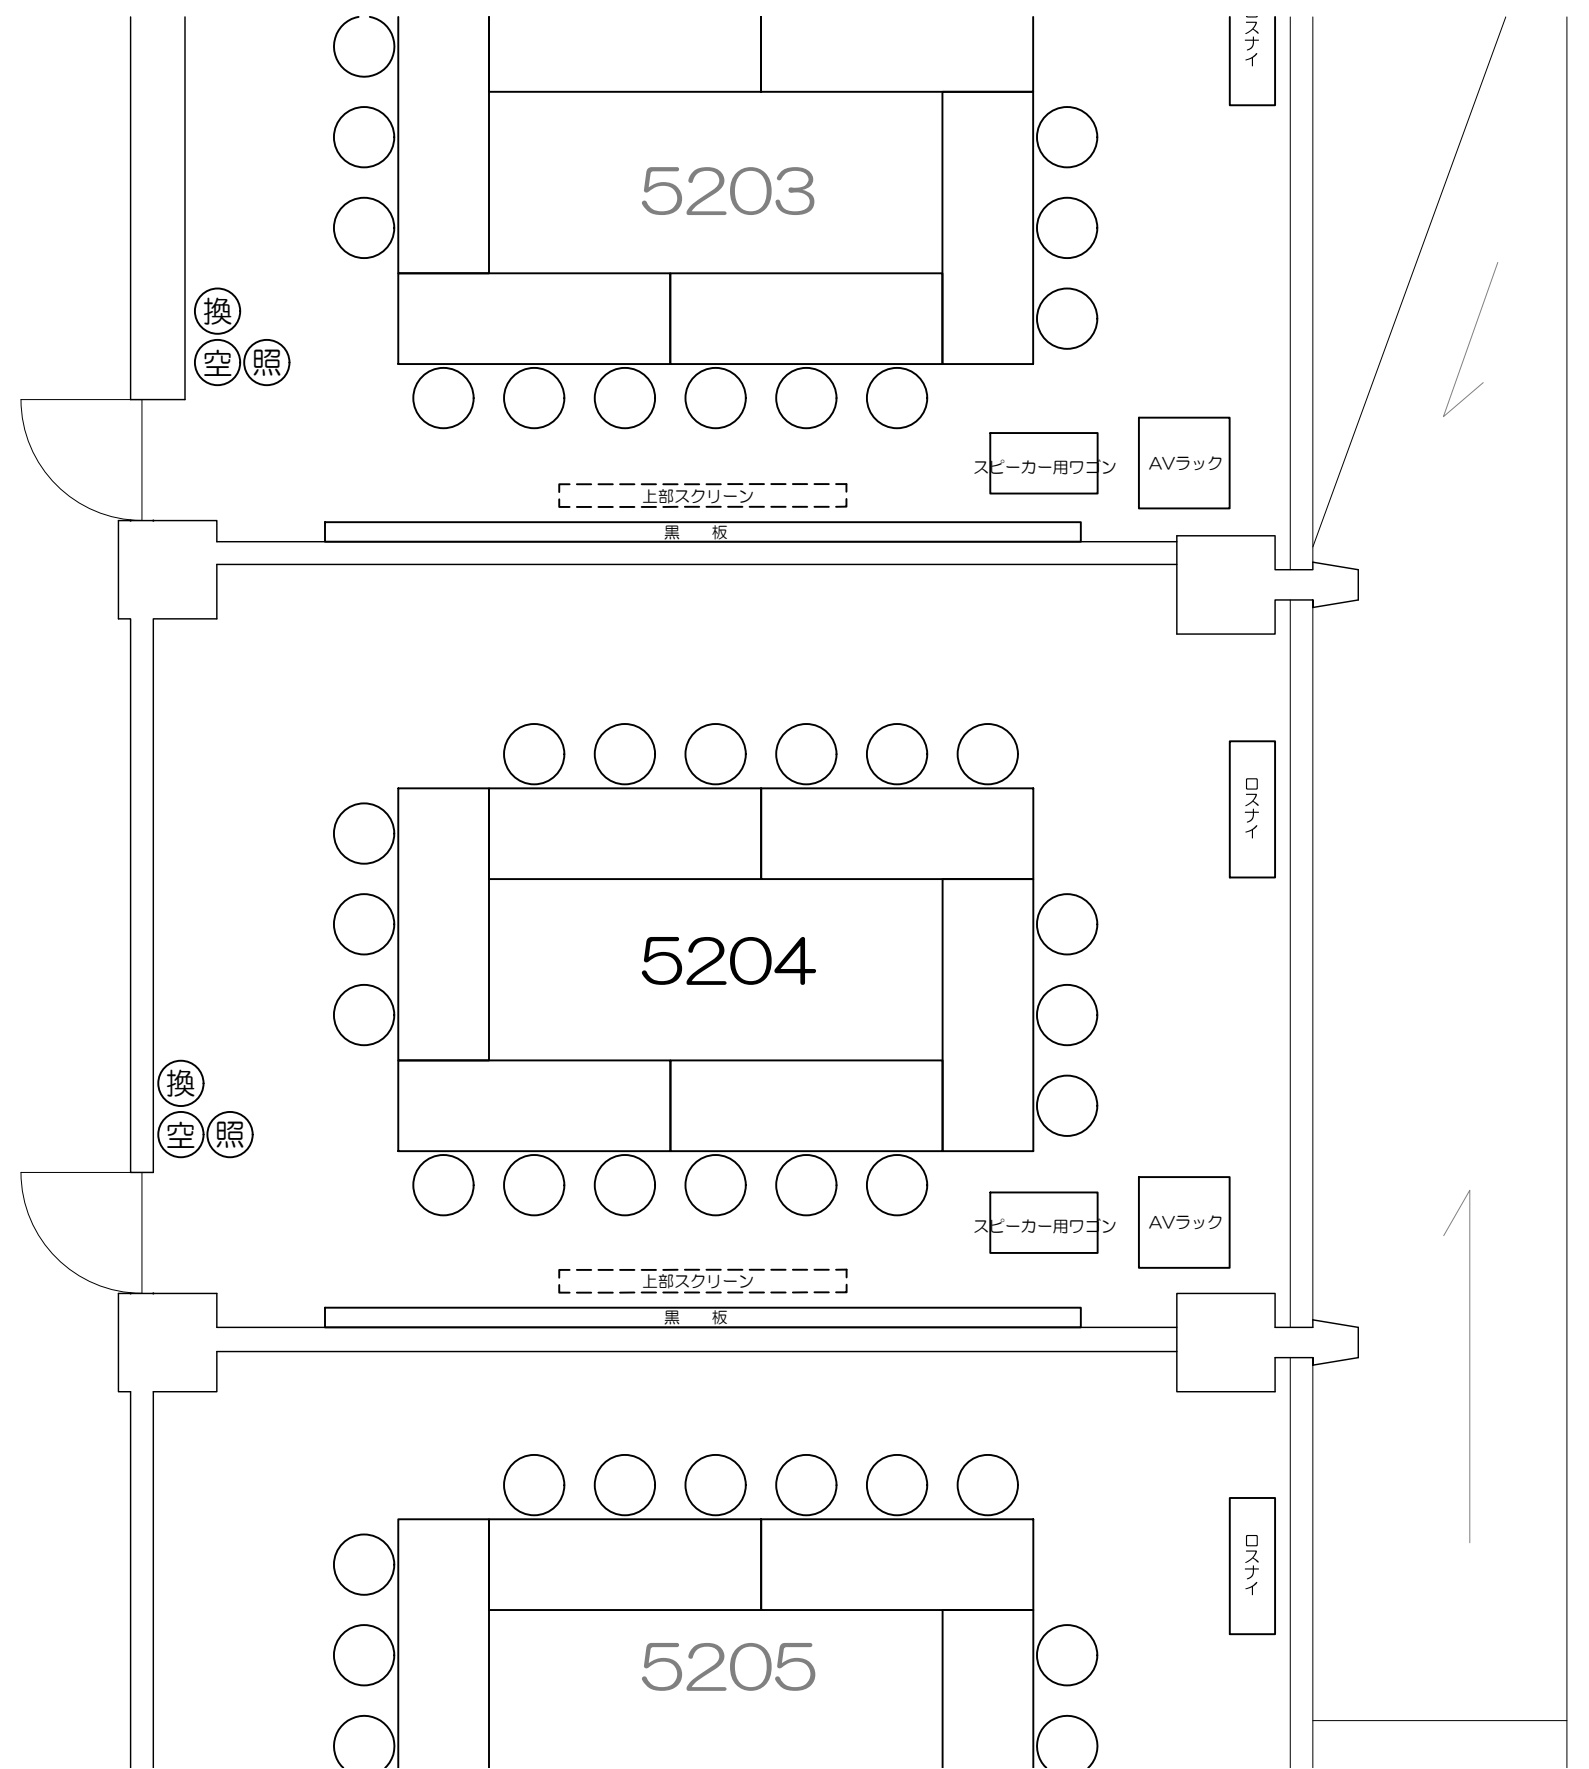 ロスナイ
5203
換
空 照
スピーカー用ワゴン
AVラック
上部スクリーン
黒 板
ロスナイ
5204
換
空 照
スピーカー用ワゴン
AVラック
上部スクリーン
黒 板
ロスナイ
5205